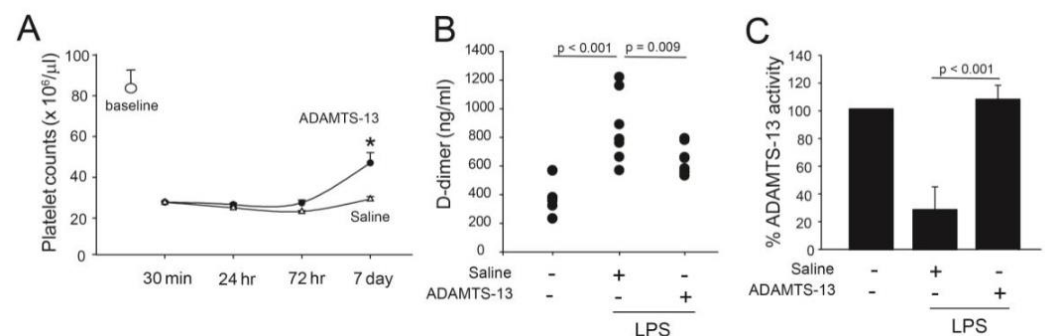 A
Platelet counts (x 10⁶/µl)
100
80
60
40
20
0
baseline
ADAMTS-13
*
Saline
30 min 24 hr 72 hr 7 day
B
D-dimer (ng/ml)
1400
1200
1000
800
600
400
200
0
p < 0.001 p = 0.009
Saline - + -
ADAMTS-13 - - +
LPS
C
% ADAMTS-13 activity
140
120
100
80
60
40
20
0
p < 0.001
Saline - + -
ADAMTS-13 - - +
LPS